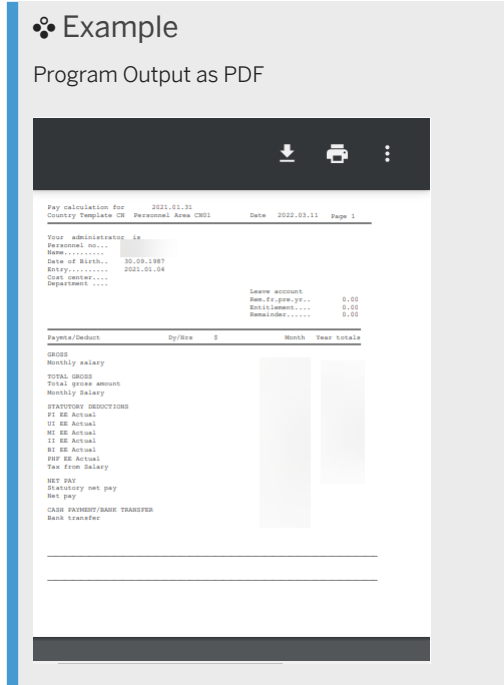 Example
Program Output as PDF
Pay calculation for 2021.01.31
Country Template CN Personnel Area CN01 Date 2022.03.11 Page 1
Your administrator is
Personnel no...
Name..........
Date of Birth.. 30.09.1987
Entry.......... 2021.01.04
Cost center....
Department ....
Leave account
Rem.fr.pre.yr.. 0.00
Entitlement.... 0.00
Remainder...... 0.00
Paymts/Deduct Dy/Hrs $ Month Year totals
GROSS
Monthly salary
TOTAL GROSS
Total gross amount
Monthly Salary
STATUTORY DEDUCTIONS
PI EE Actual
UI EE Actual
MI EE Actual
II EE Actual
BI EE Actual
PHF EE Actual
Tax from Salary
NET PAY
Statutory net pay
Net pay
CASH PAYMENT/BANK TRANSFER
Bank transfer